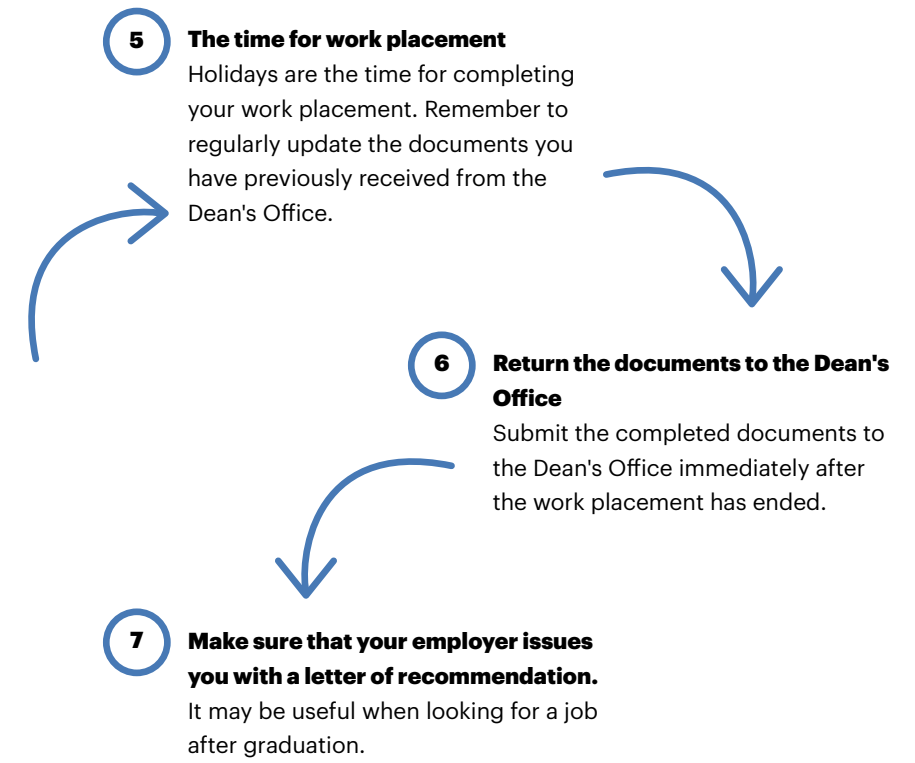 5
The time for work placement
Holidays are the time for completing
your work placement. Remember to
regularly update the documents you
have previously received from the
Dean's Office.
6
Return the documents to the Dean's
Office
Submit the completed documents to
the Dean's Office immediately after
the work placement has ended.
7
Make sure that your employer issues
you with a letter of recommendation.
It may be useful when looking for a job
after graduation.